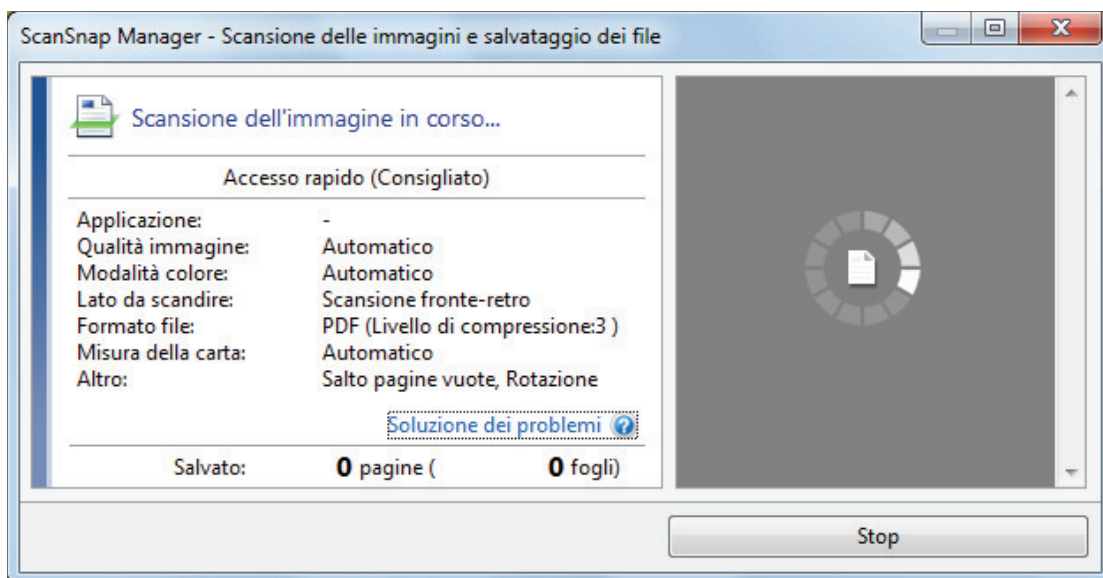 ScanSnap Manager - Scansione delle immagini e salvataggio dei file
Scansione dell'immagine in corso...
Accesso rapido (Consigliato)
Applicazione: -
Qualità immagine: Automatico
Modalità colore: Automatico
Lato da scandire: Scansione fronte-retro
Formato file: PDF (Livello di compressione:3 )
Misura della carta: Automatico
Altro: Salto pagine vuote, Rotazione
Soluzione dei problemi ?
Salvato: 0 pagine ( 0 fogli)
Stop